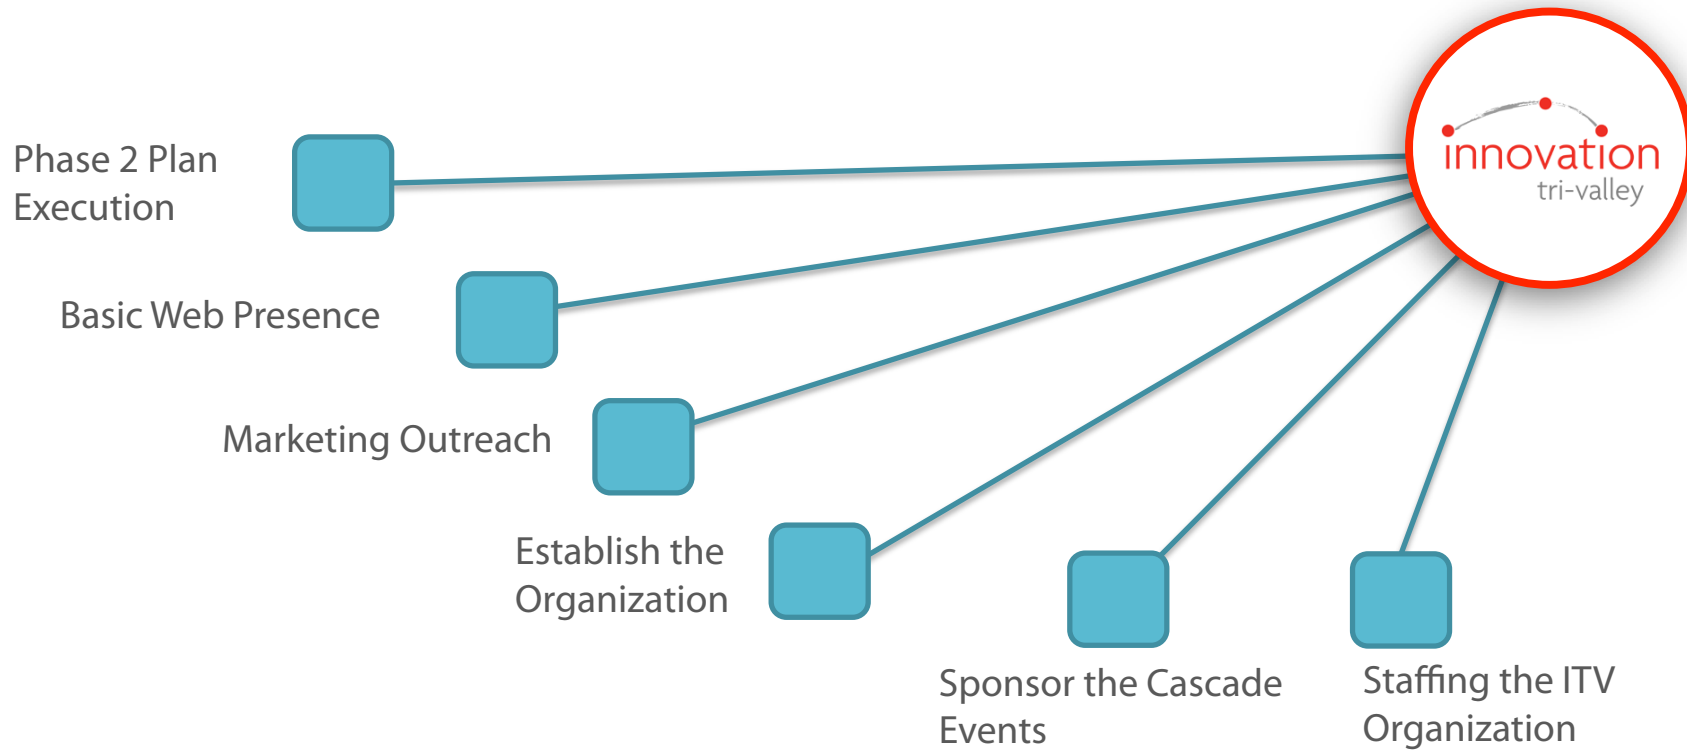 innovation
tri-valley
Phase 2 Plan
Execution
Basic Web Presence
Marketing Outreach
Establish the
Organization
Sponsor the Cascade
Events
Staffing the ITV
Organization